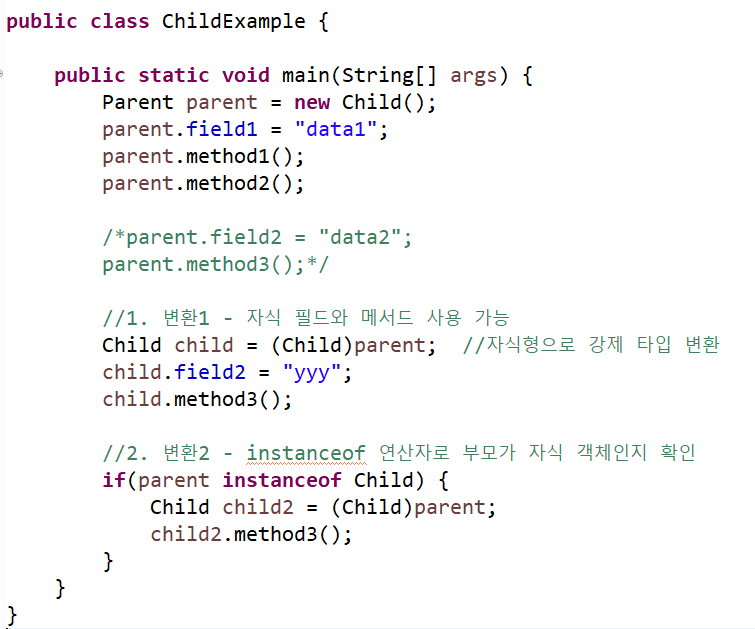 public class ChildExample {
public static void main(String[] args) {
Parent parent = new Child();
parent.field1 = "data1";
parent.method1();
parent.method2();
/*parent.field2 = "data2";
parent.method3();*/
//1. 변환1 - 자식 필드와 메서드 사용 가능
Child child = (Child)parent; //자식형으로 강제 타입 변환
child.field2 = "yyy";
child.method3();
//2. 변환2 - instanceof 연산자로 부모가 자식 객체인지 확인
if(parent instanceof Child) {
Child child2 = (Child)parent;
child2.method3();
}
}
}